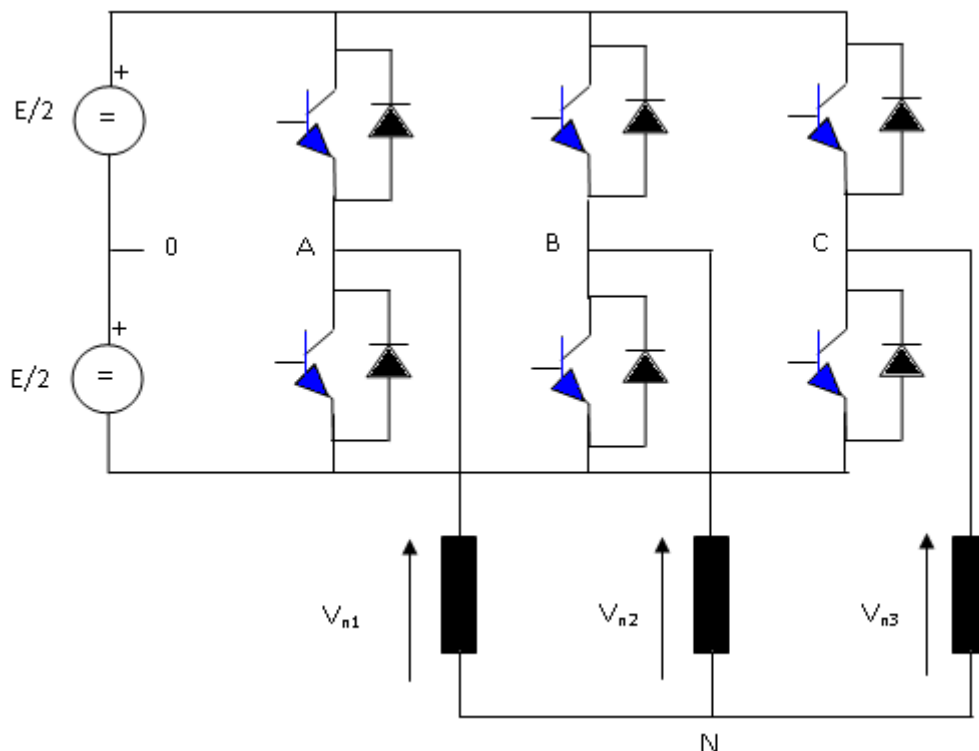 +
E/2
=
0
A
B
C
+
E/2
=
Vn1
Vn2
Vn3
N